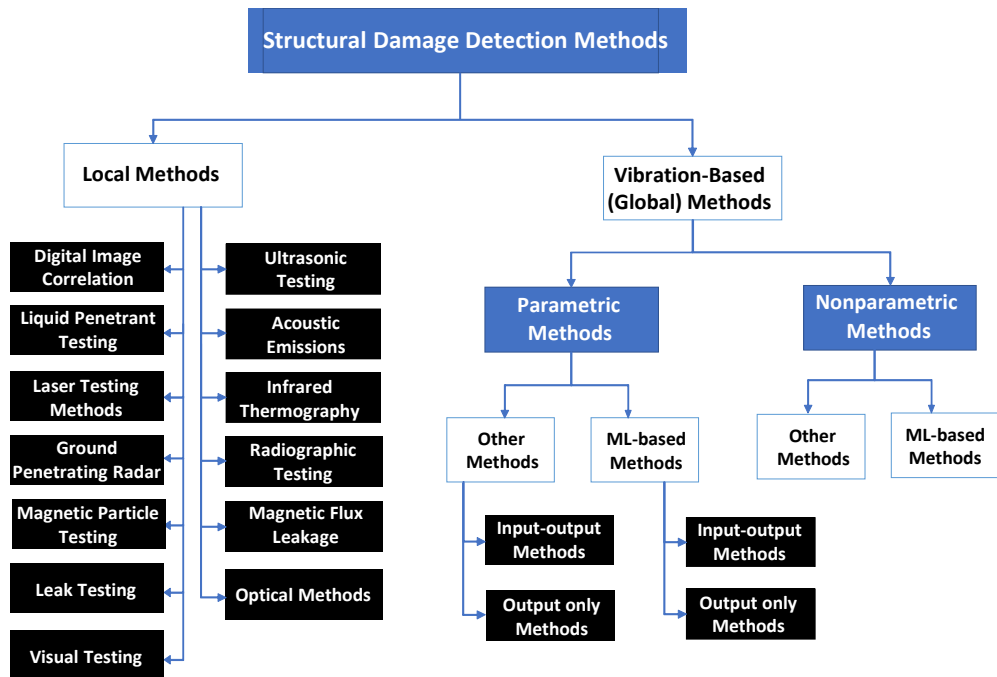 Structural Damage Detection Methods
Local Methods
Vibration-Based
(Global) Methods
Digital Image
Correlation
Liquid Penetrant
Testing
Laser Testing
Methods
Ground
Penetrating Radar
Magnetic Particle
Testing
Leak Testing
Visual Testing
Ultrasonic
Testing
Acoustic
Emissions
Infrared
Thermography
Radiographic
Testing
Magnetic Flux
Leakage
Optical Methods
Parametric
Methods
Nonparametric
Methods
Other
Methods
ML-based
Methods
Other
Methods
ML-based
Methods
Input-output
Methods
Output only
Methods
Input-output
Methods
Output only
Methods